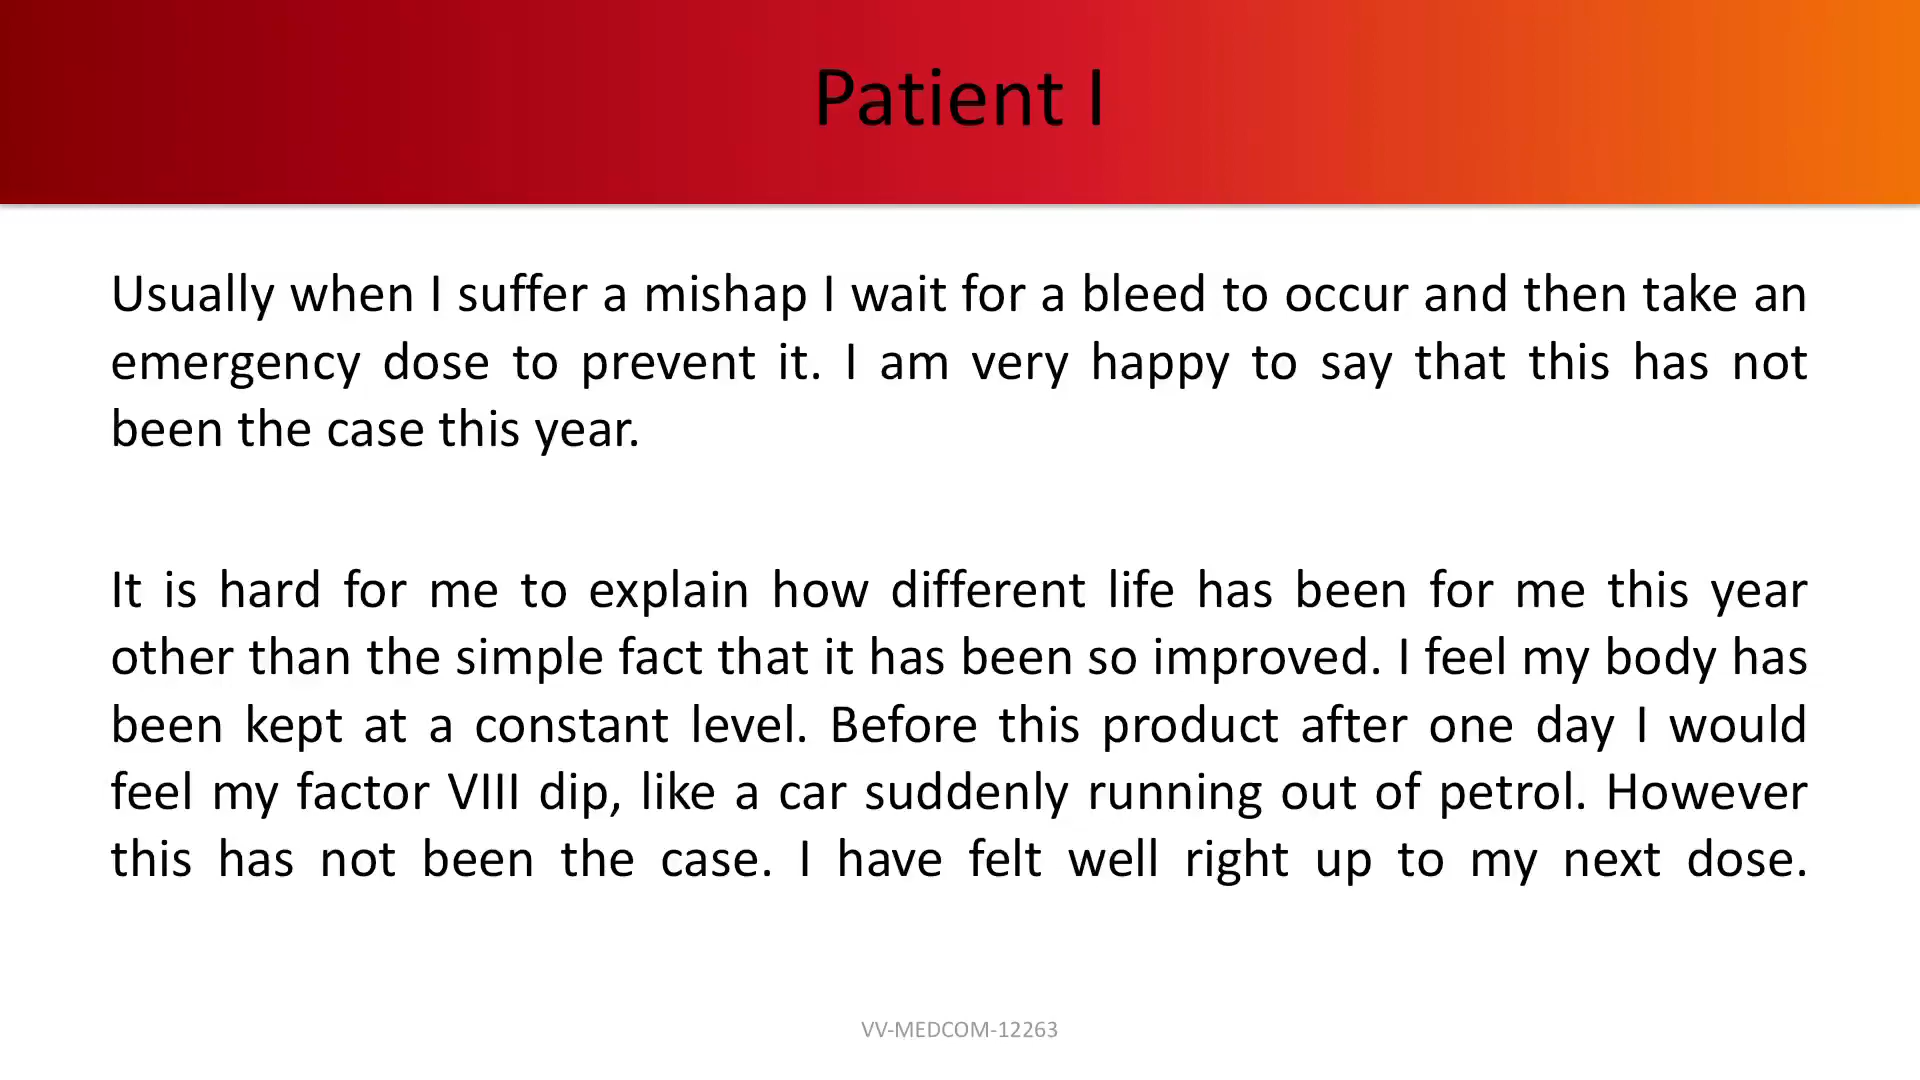 Patient I
Usually when I suffer a mishap I wait for a bleed to occur and then take an
emergency dose to prevent it. I am very happy to say that this has not
been the case this year.
It is hard for me to explain how different life has been for me this year
other than the simple fact that it has been so improved. I feel my body has
been kept at a constant level. Before this product after one day I would
feel my factor VIII dip, like a car suddenly running out of petrol. However
this has not been the case. I have felt well right up to my next dose.
VV-MEDCOM-12263